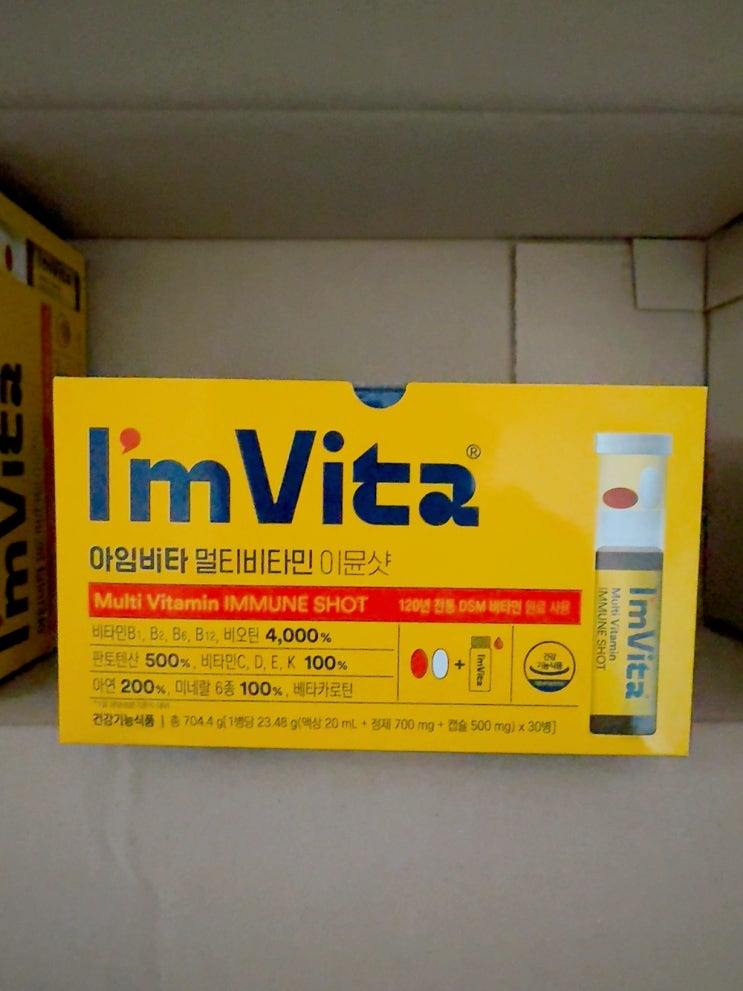 I'mVita®
아임비타 멀티비타민 이뮨샷
Multi Vitamin IMMUNE SHOT
120년 전통 DSM 비타민 원료 사용
비타민B1, B2, B6, B12, 비오틴 4,000%
판토텐산 500%, 비타민C, D, E, K 100%
아연 200%, 미네랄 6종 100%, 베타카로틴
건강기능식품 | 총 704.4 g[1병당 23.48 g(액상 20 mL + 정제 700 mg + 캡슐 500 mg) x 30병]
+
I'mVita
건강
기능식품
I'mVita
Multi Vitamin
IMMUNE SHOT
I'mVita
I'mVita